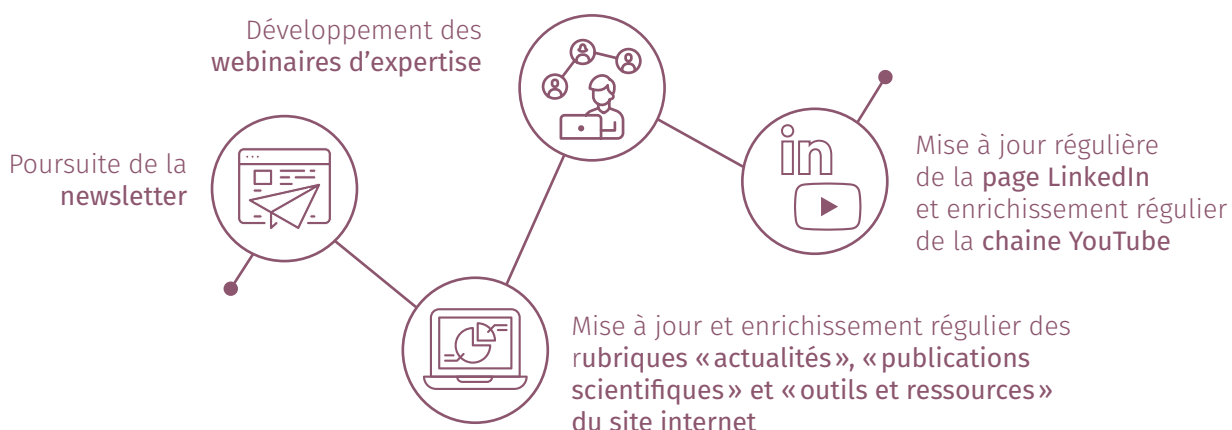 Développement des
webinaires d'expertise
Poursuite de la
newsletter
in
Mise à jour régulière
de la page LinkedIn
et enrichissement régulier
de la chaine YouTube
Mise à jour et enrichissement régulier des
rubriques « actualités », « publications
scientifiques » et « outils et ressources »
du site internet